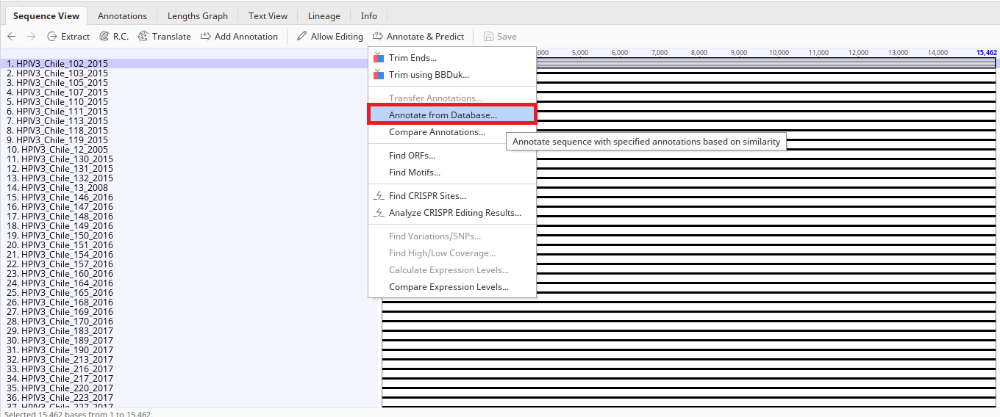 Sequence View Annotations Lengths Graph Text View Lineage Info
Extract R.C. Translate Add Annotation Allow Editing Annotate & Predict Save
,000 5,000 6,000 7,000 8,000 9,000 10,000 11,000 12,000 13,000 14,000 15,462
Trim Ends...
Trim using BBDuk...
Transfer Annotations...
Annotate from Database...
Compare Annotations...
Annotate sequence with specified annotations based on similarity
Find ORFs...
Find Motifs...
Find CRISPR Sites...
Analyze CRISPR Editing Results...
Find Variations/SNPs...
Find High/Low Coverage...
Calculate Expression Levels...
Compare Expression Levels...
1. HPIV3_Chile_102_2015
2. HPIV3_Chile_103_2015
3. HPIV3_Chile_105_2015
4. HPIV3_Chile_107_2015
5. HPIV3_Chile_110_2015
6. HPIV3_Chile_111_2015
7. HPIV3_Chile_113_2015
8. HPIV3_Chile_118_2015
9. HPIV3_Chile_119_2015
10. HPIV3_Chile_12_2005
11. HPIV3_Chile_130_2015
12. HPIV3_Chile_131_2015
13. HPIV3_Chile_132_2015
14. HPIV3_Chile_13_2008
15. HPIV3_Chile_146_2016
16. HPIV3_Chile_147_2016
17. HPIV3_Chile_148_2016
18. HPIV3_Chile_149_2016
19. HPIV3_Chile_150_2016
20. HPIV3_Chile_151_2016
21. HPIV3_Chile_154_2016
22. HPIV3_Chile_157_2016
23. HPIV3_Chile_160_2016
24. HPIV3_Chile_164_2016
25. HPIV3_Chile_165_2016
26. HPIV3_Chile_168_2016
27. HPIV3_Chile_169_2016
28. HPIV3_Chile_170_2016
29. HPIV3_Chile_183_2017
30. HPIV3_Chile_189_2017
31. HPIV3_Chile_190_2017
32. HPIV3_Chile_213_2017
33. HPIV3_Chile_216_2017
34. HPIV3_Chile_217_2017
35. HPIV3_Chile_220_2017
36. HPIV3_Chile_223_2017
37. HPIV3_Chile_227_2017
Selected 15,462 bases from 1 to 15,462.